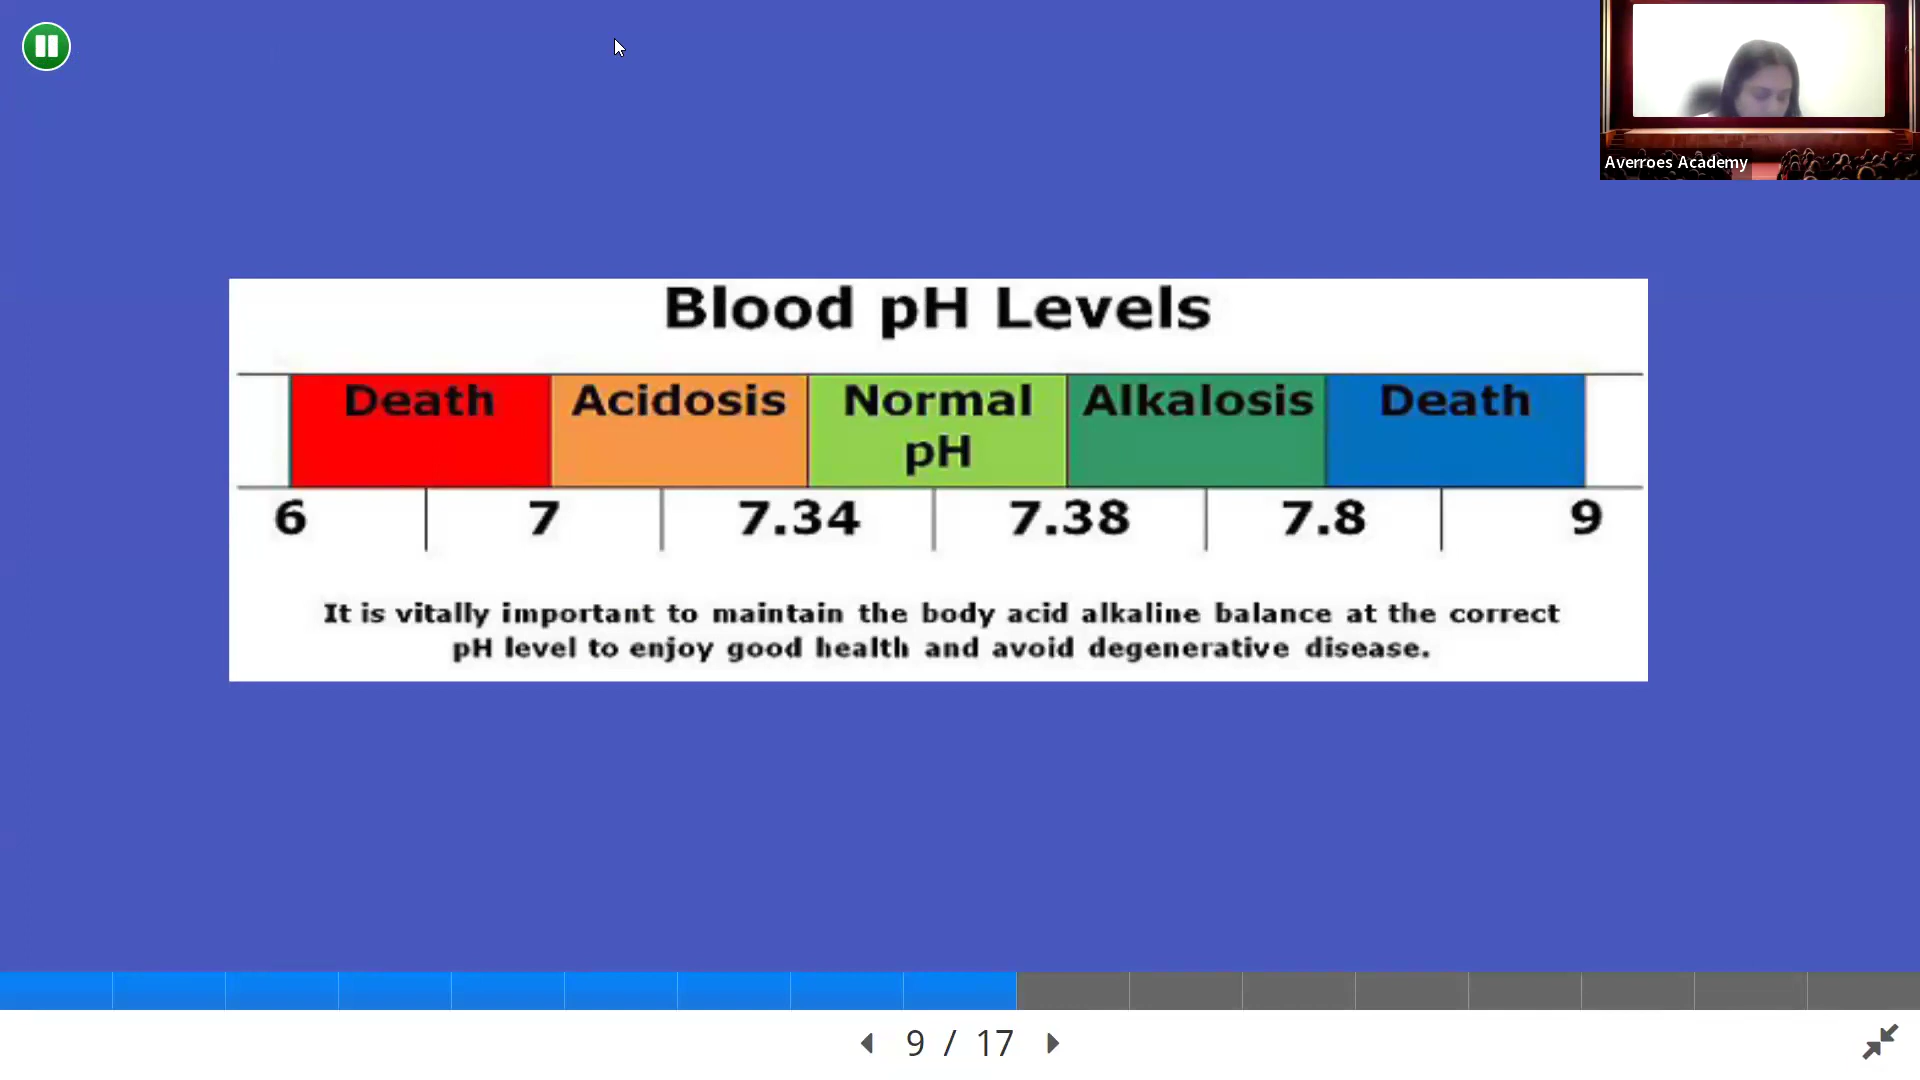 Averroes Academy
Blood pH Levels
Death Acidosis Normal pH Alkalosis Death
6 7 7.34 7.38 7.8 9
It is vitally important to maintain the body acid alkaline balance at the correct
pH level to enjoy good health and avoid degenerative disease.
9 / 17